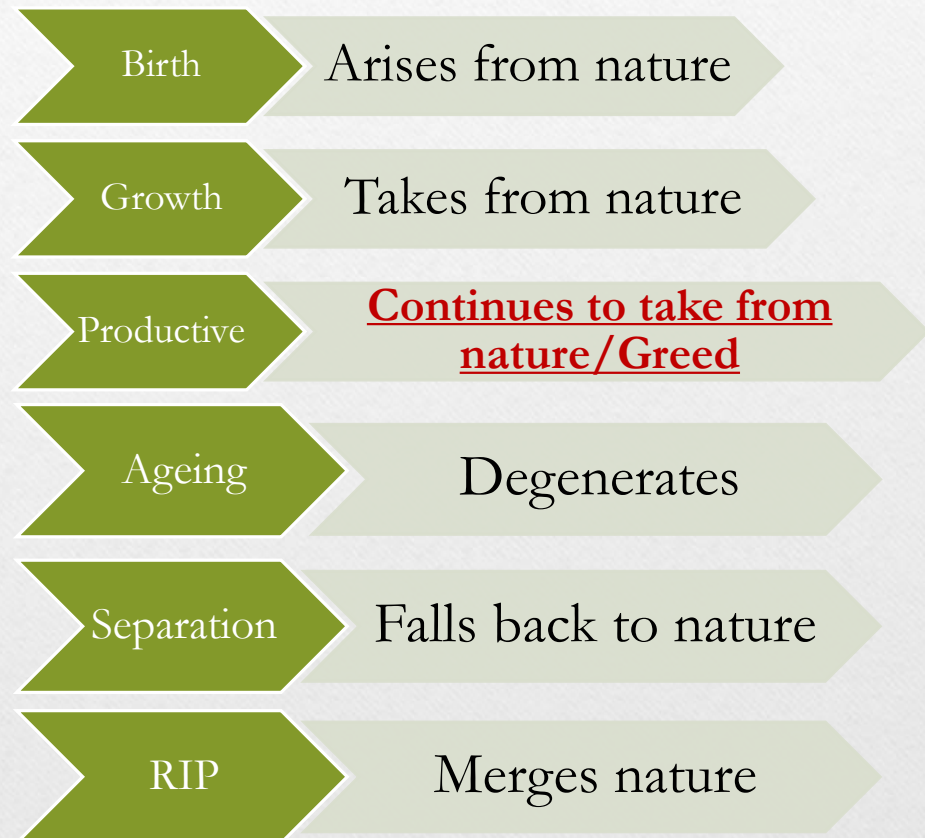 Birth
Arises from nature
Growth
Takes from nature
Productive
Continues to take from
nature/Greed
Ageing
Degenerates
Separation
Falls back to nature
RIP
Merges nature